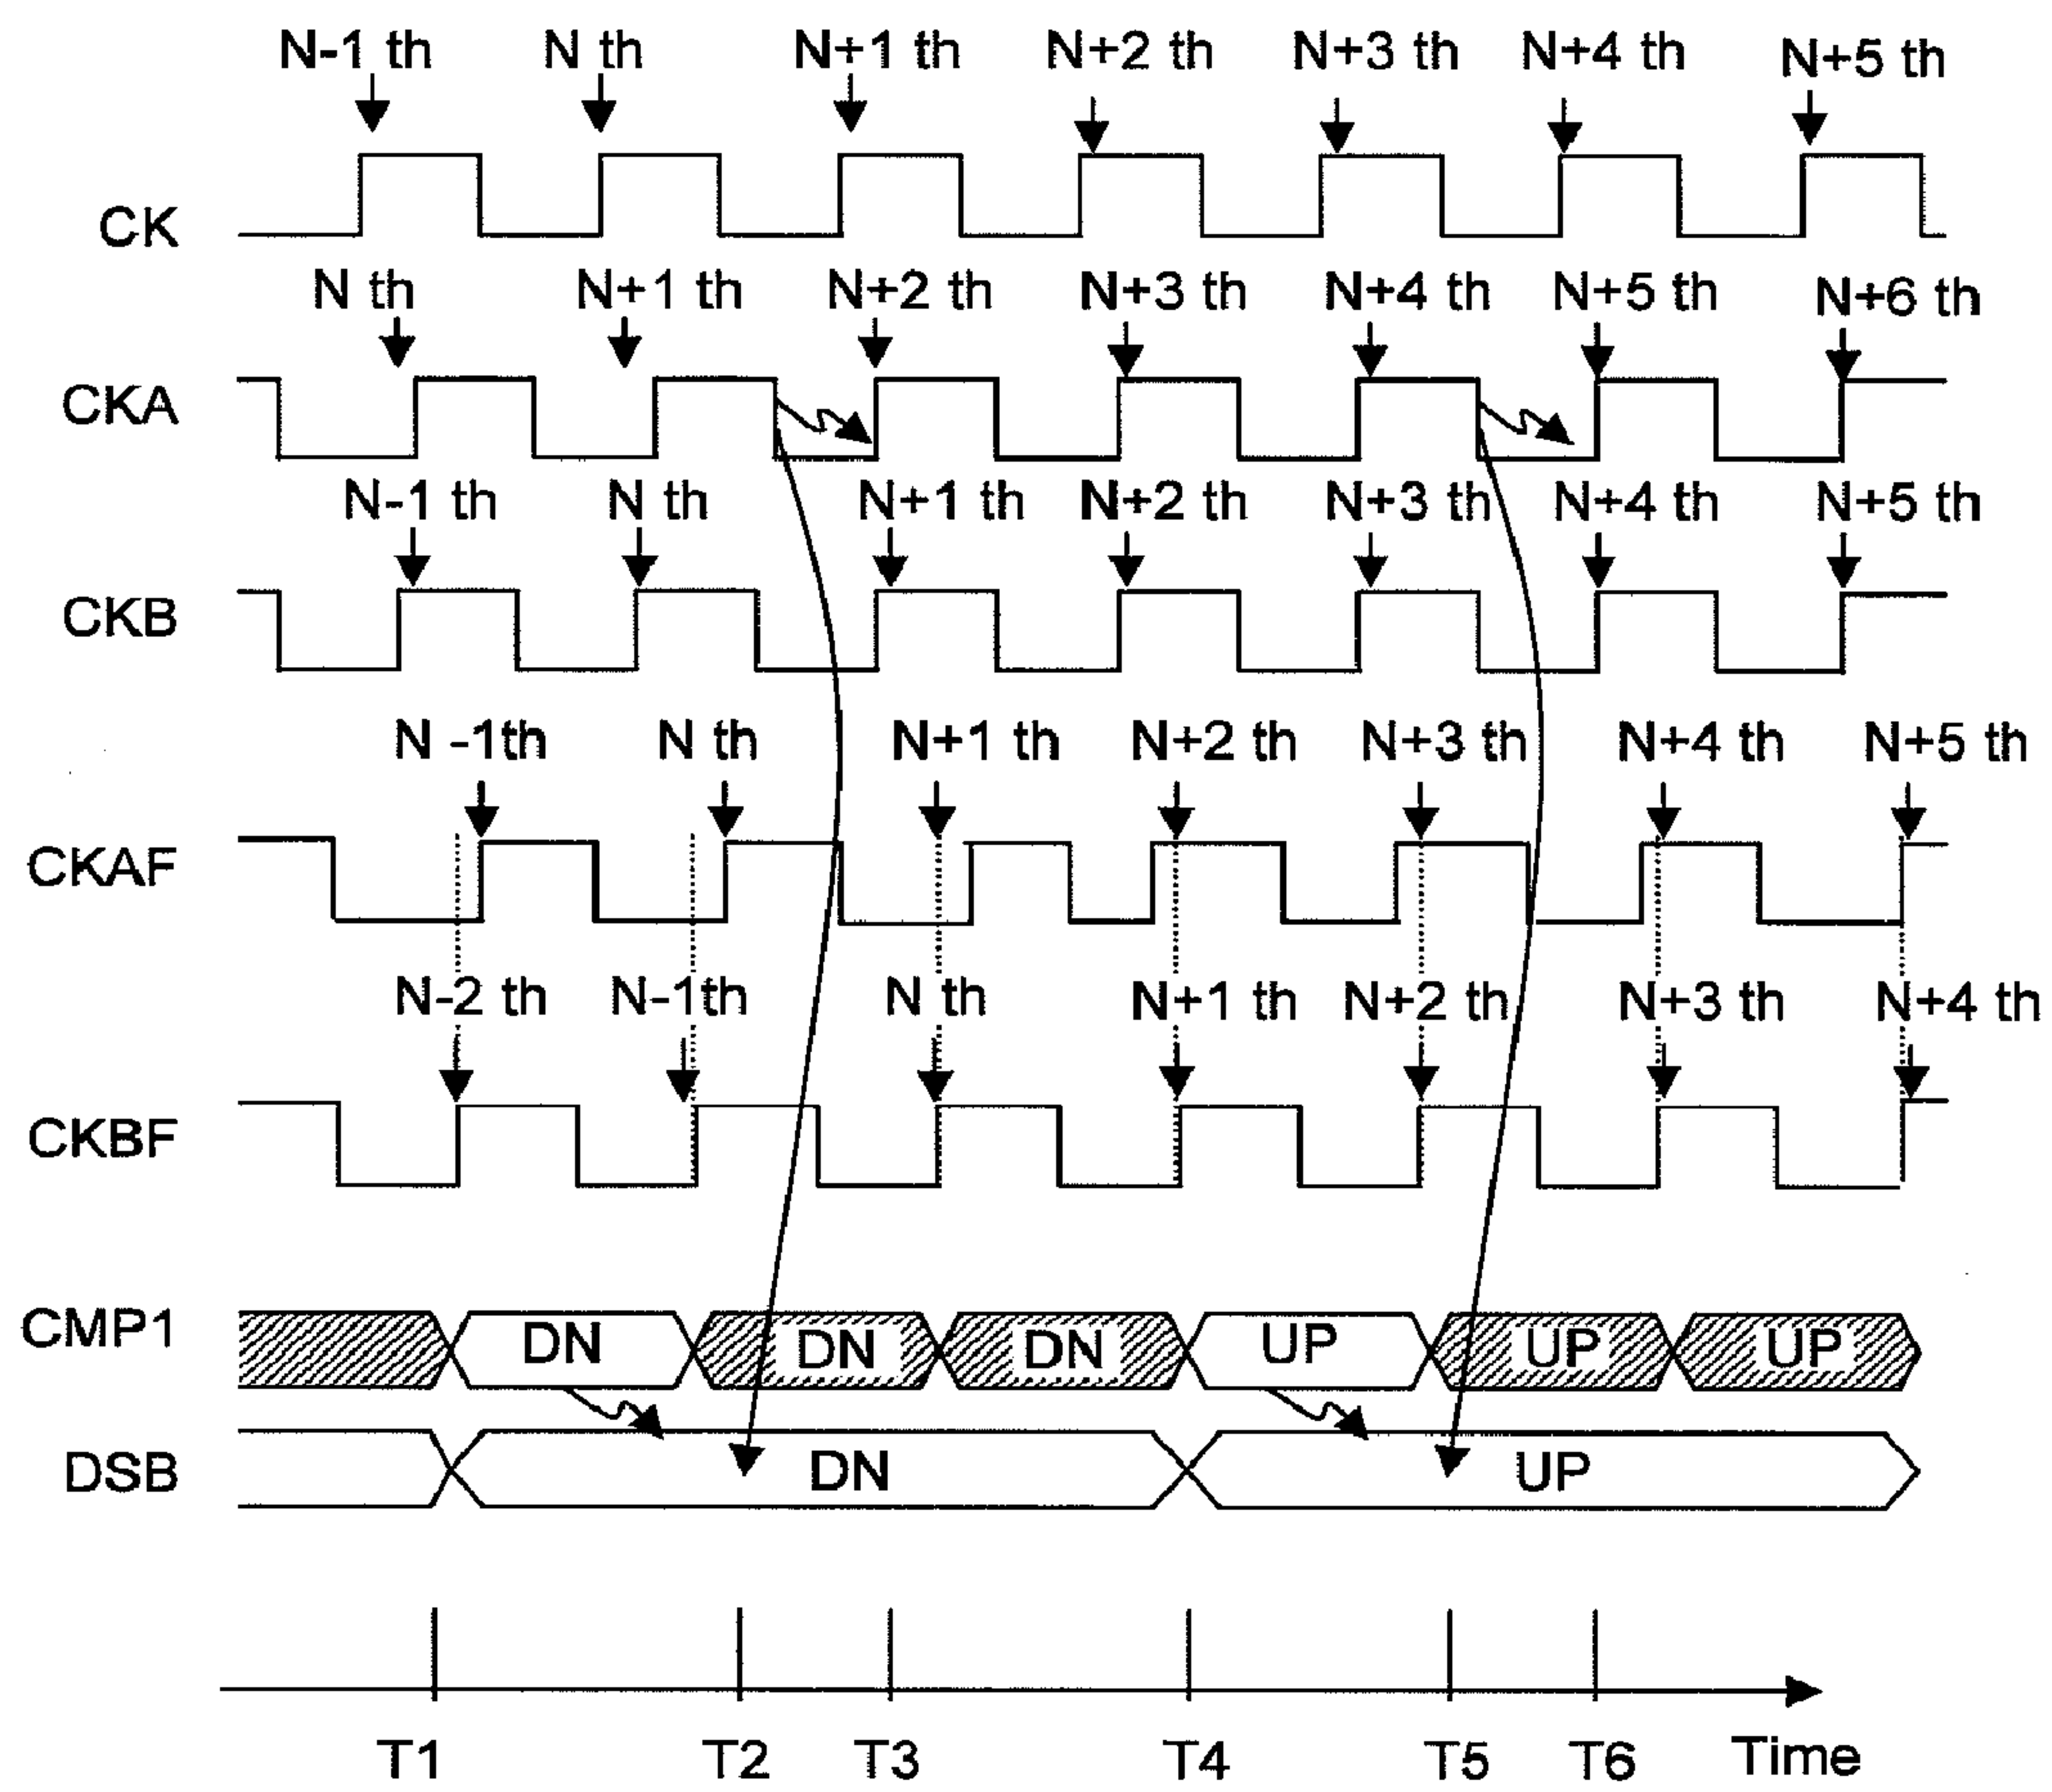 N-1 th N th N+1 th N+2 th N+3 th N+4 th N+5 th
CK
N th N+1 th N+2 th N+3 th N+4 th N+5 th N+6 th
CKA
N-1 th N th N+1 th N+2 th N+3 th N+4 th N+5 th
CKB
N -1th N th N+1 th N+2 th N+3 th N+4 th N+5 th
CKAF
N-2 th N-1th N th N+1 th N+2 th N+3 th N+4 th
CKBF
CMP1 DN DN DN UP UP UP
DSB DN UP
T1 T2 T3 T4 T5 T6 Time